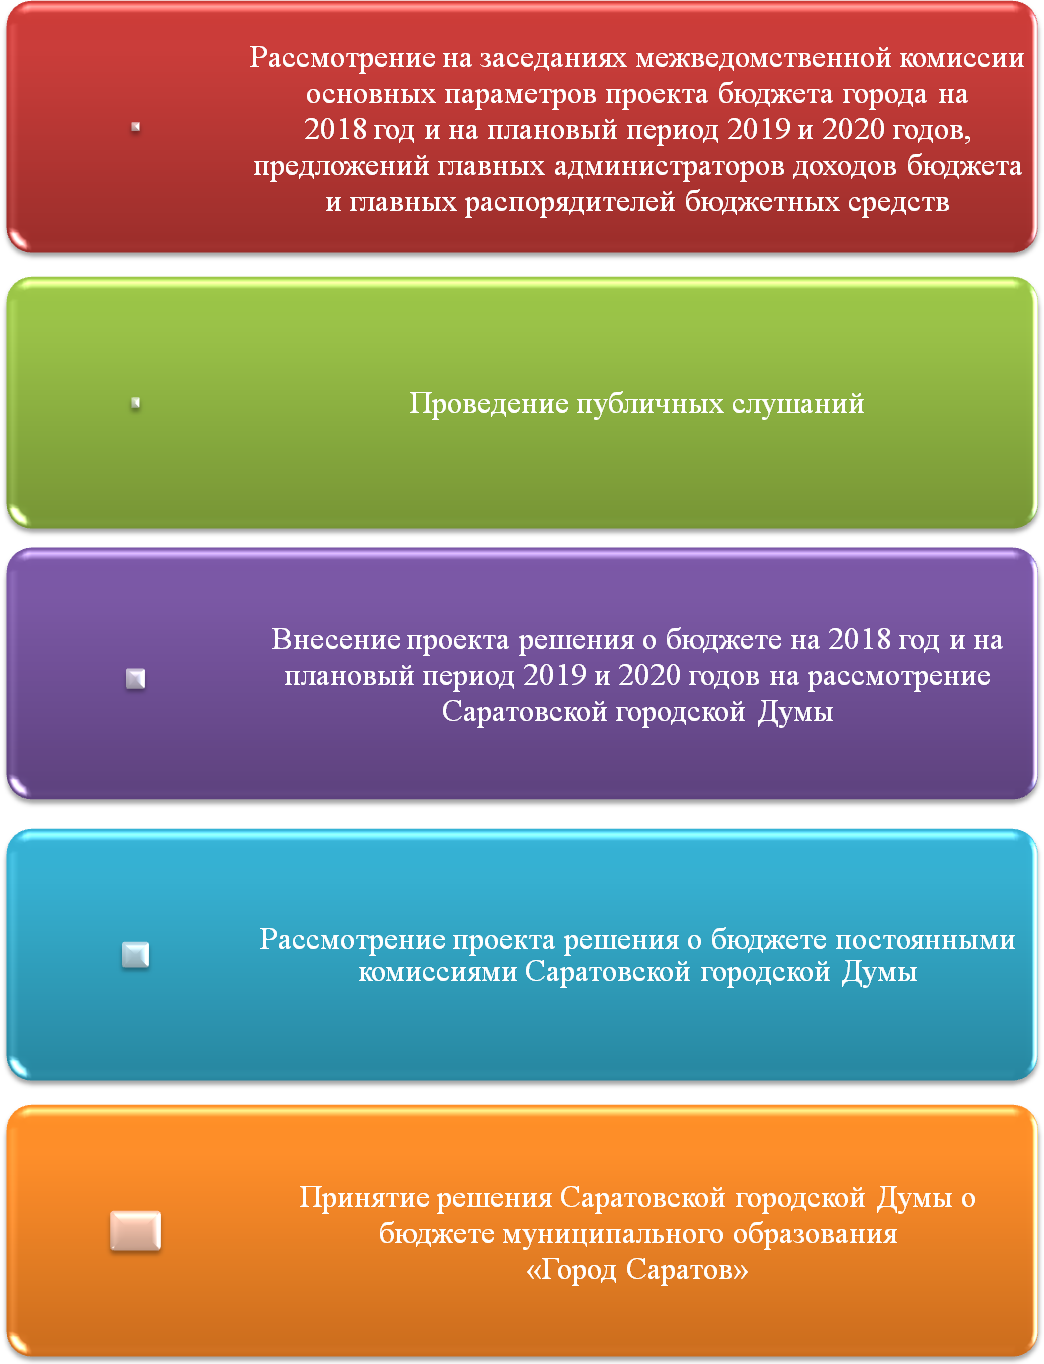 Рассмотрение на заседаниях межведомственной комиссии
основных параметров проекта бюджета города на
2018 год и на плановый период 2019 и 2020 годов,
предложений главных администраторов доходов бюджета
и главных распорядителей бюджетных средств
Проведение публичных слушаний
Внесение проекта решения о бюджете на 2018 год и на
плановый период 2019 и 2020 годов на рассмотрение
Саратовской городской Думы
Рассмотрение проекта решения о бюджете постоянными
комиссиями Саратовской городской Думы
Принятие решения Саратовской городской Думы о
бюджете муниципального образования
«Город Саратов»